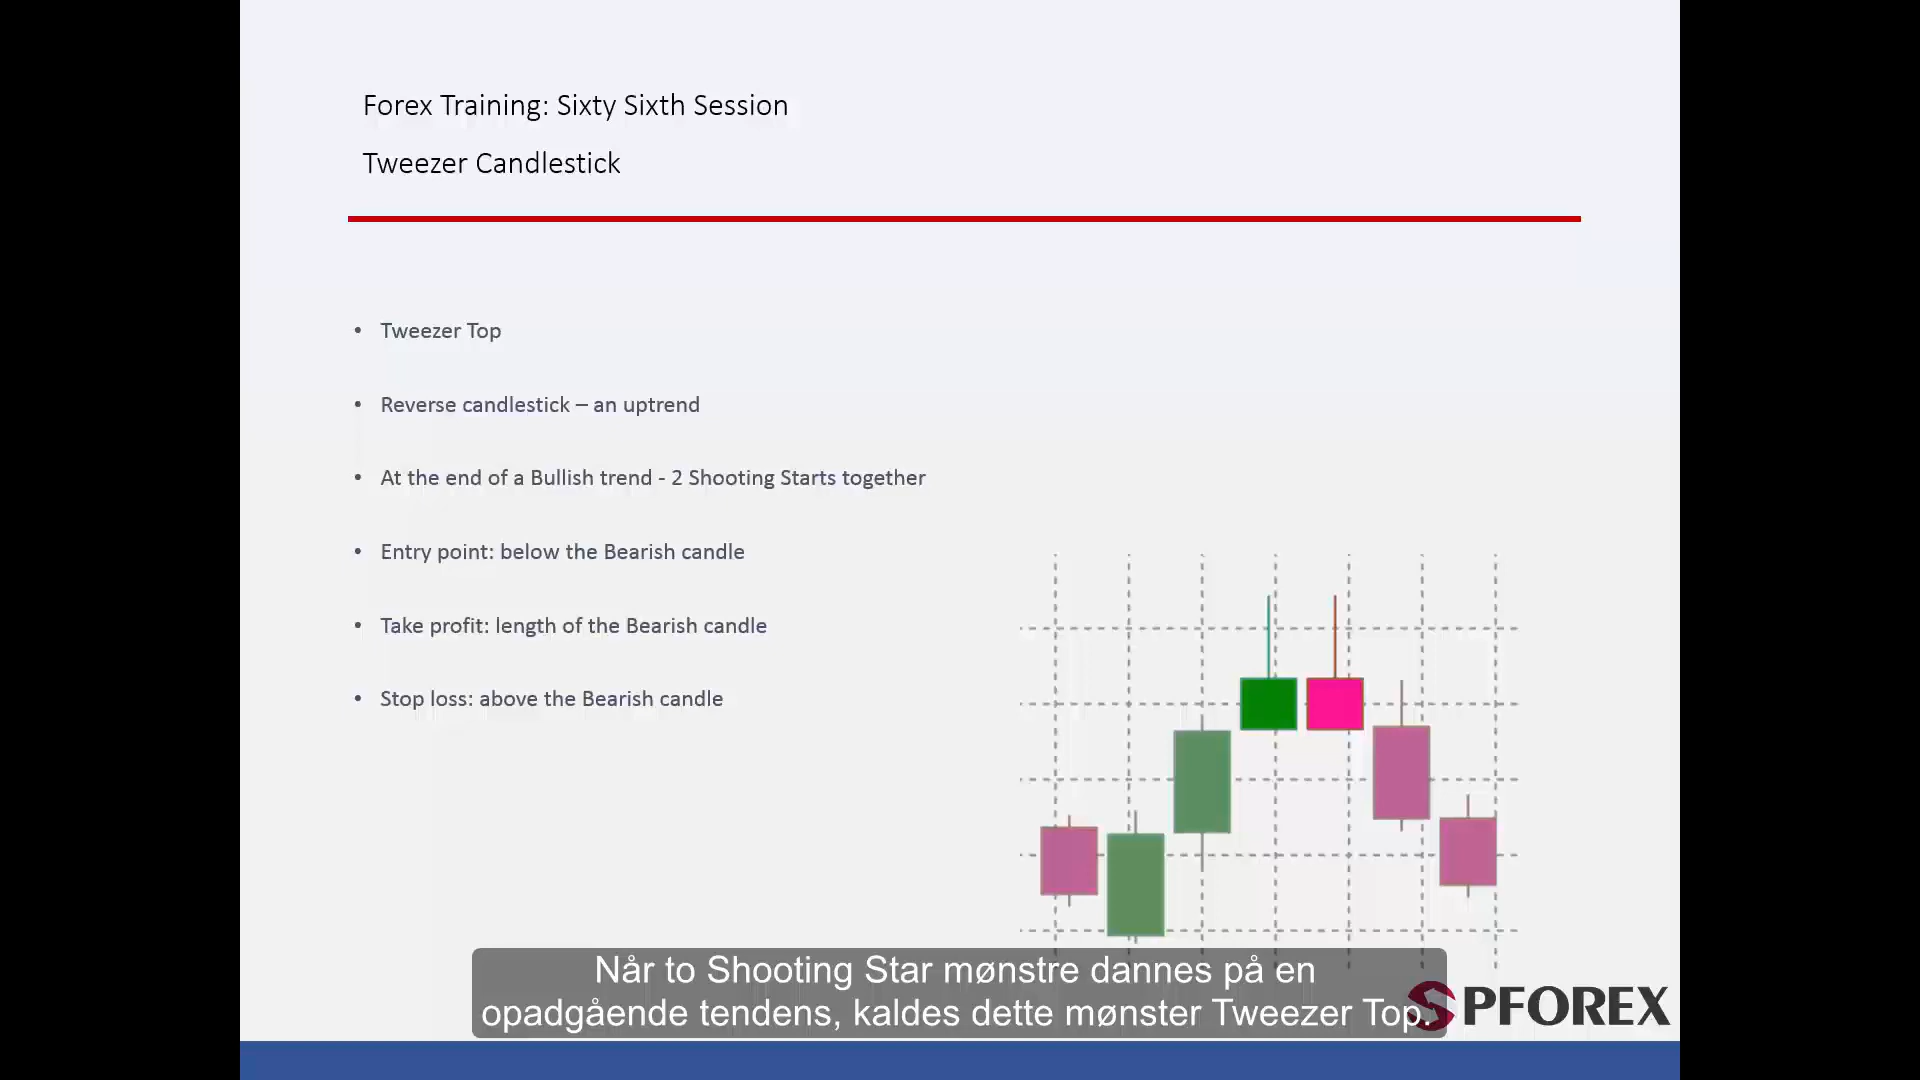 Forex Training: Sixty Sixth Session
Tweezer Candlestick
• Tweezer Top
• Reverse candlestick – an uptrend
• At the end of a Bullish trend - 2 Shooting Starts together
• Entry point: below the Bearish candle
• Take profit: length of the Bearish candle
• Stop loss: above the Bearish candle
Når to Shooting Star mønstre dannes på en
opadgående tendens, kaldes dette mønster Tweezer Top.
SPFOREX